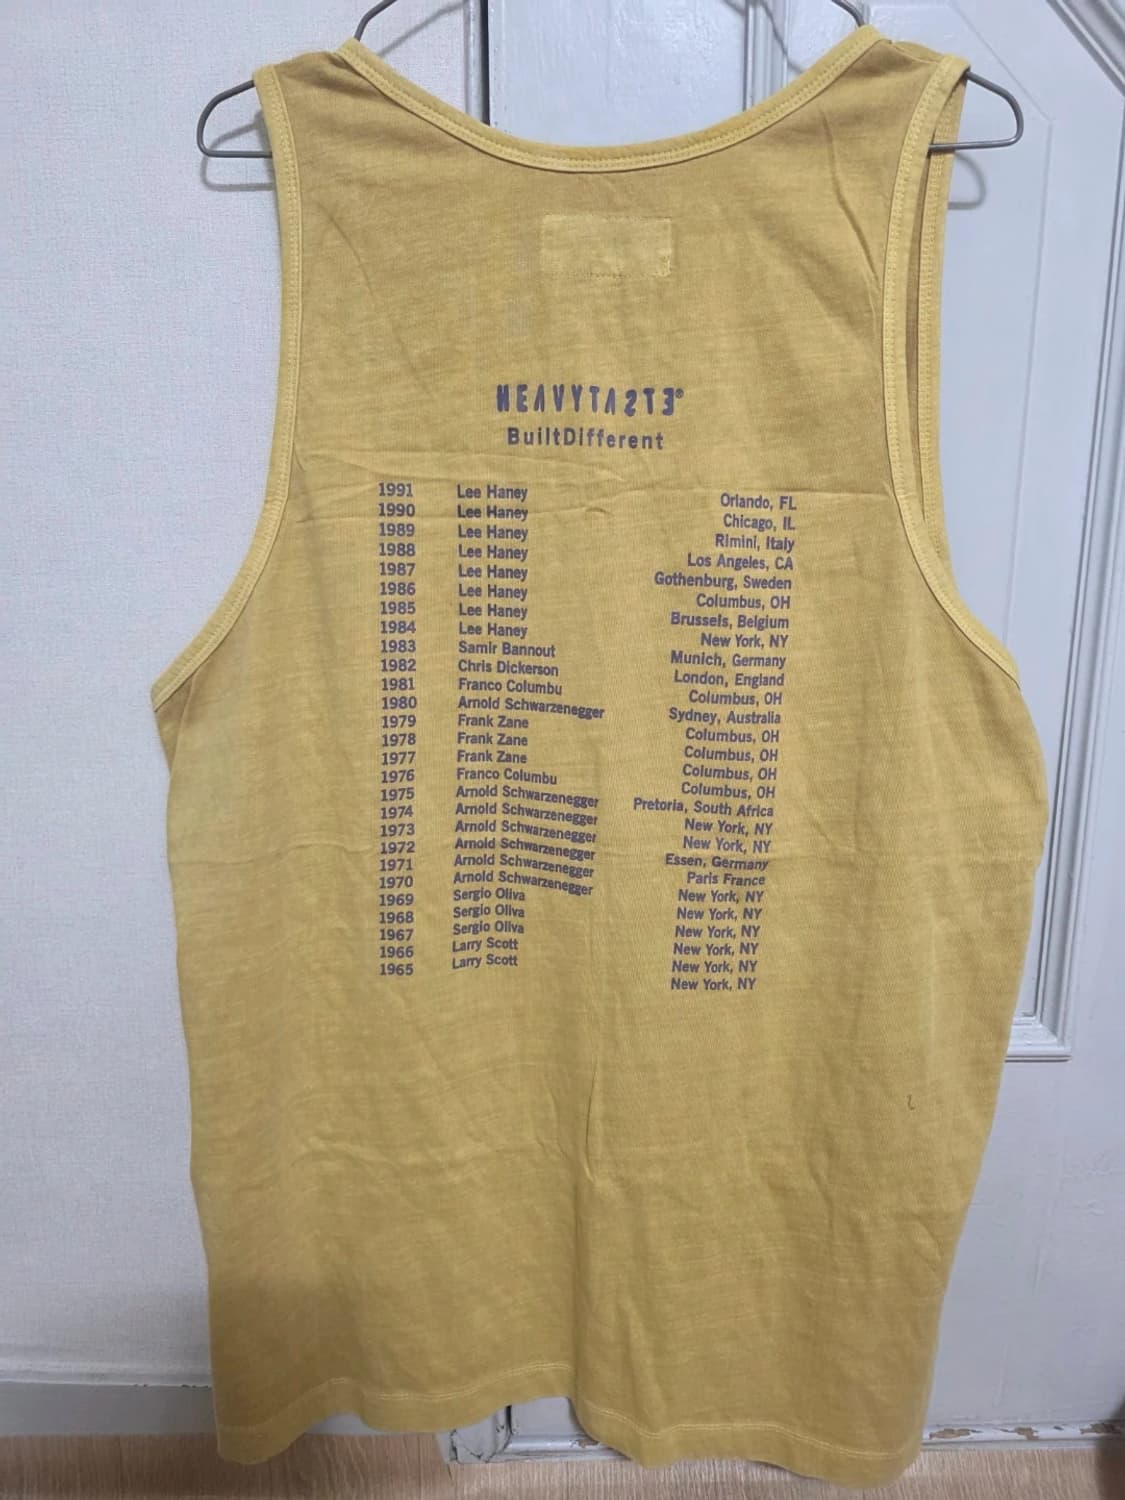 HEAVYTASTE®
BuiltDifferent
1991 Lee Haney Orlando, FL
1990 Lee Haney Chicago, IL
1989 Lee Haney Rimini, Italy
1988 Lee Haney Los Angeles, CA
1987 Lee Haney Gothenburg, Sweden
1986 Lee Haney Columbus, OH
1985 Lee Haney Brussels, Belgium
1984 Lee Haney New York, NY
1983 Samir Bannout Munich, Germany
1982 Chris Dickerson London, England
1981 Franco Columbu Columbus, OH
1980 Arnold Schwarzenegger Sydney, Australia
1979 Frank Zane Columbus, OH
1978 Frank Zane Columbus, OH
1977 Frank Zane Columbus, OH
1976 Franco Columbu Columbus, OH
1975 Arnold Schwarzenegger Pretoria, South Africa
1974 Arnold Schwarzenegger New York, NY
1973 Arnold Schwarzenegger New York, NY
1972 Arnold Schwarzenegger Essen, Germany
1971 Arnold Schwarzenegger Paris France
1970 Arnold Schwarzenegger New York, NY
1969 Sergio Oliva New York, NY
1968 Sergio Oliva New York, NY
1967 Sergio Oliva New York, NY
1966 Larry Scott New York, NY
1965 Larry Scott New York, NY